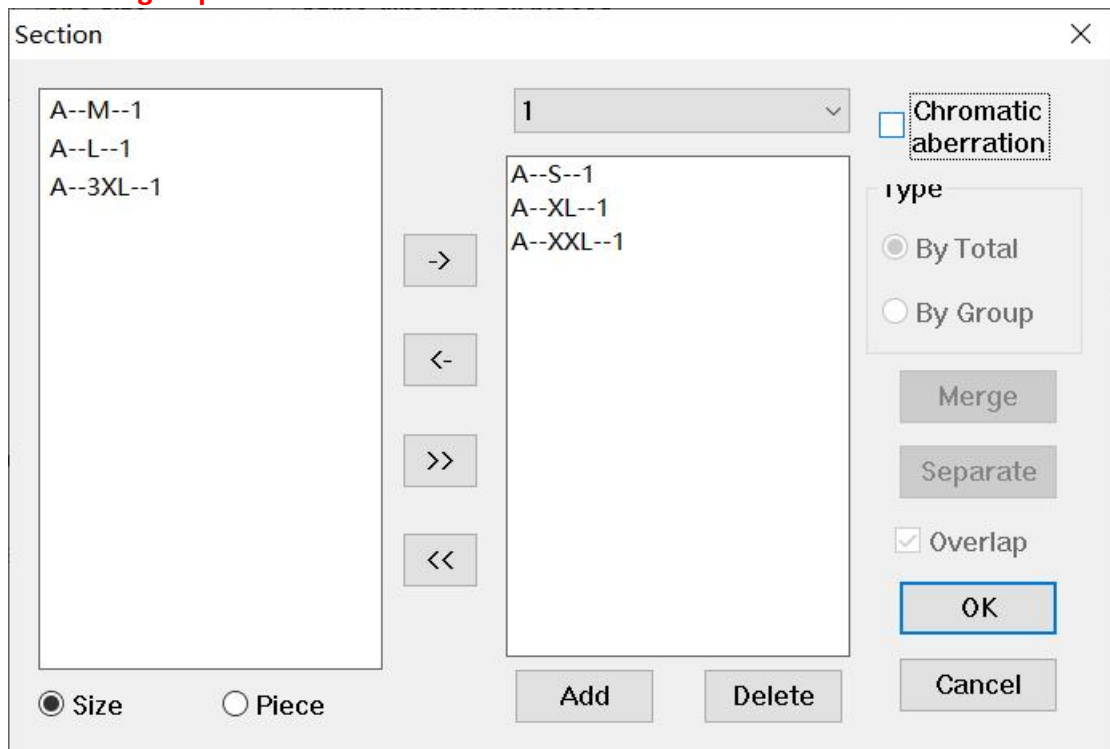 Section
A--M--1
A--L--1
A--3XL--1
1
Chromatic
aberration
A--S--1
A--XL--1
A--XXL--1
Type
By Total
By Group
->
<-
>>
<<
Merge
Separate
Overlap
OK
Cancel
Size
Piece
Add
Delete